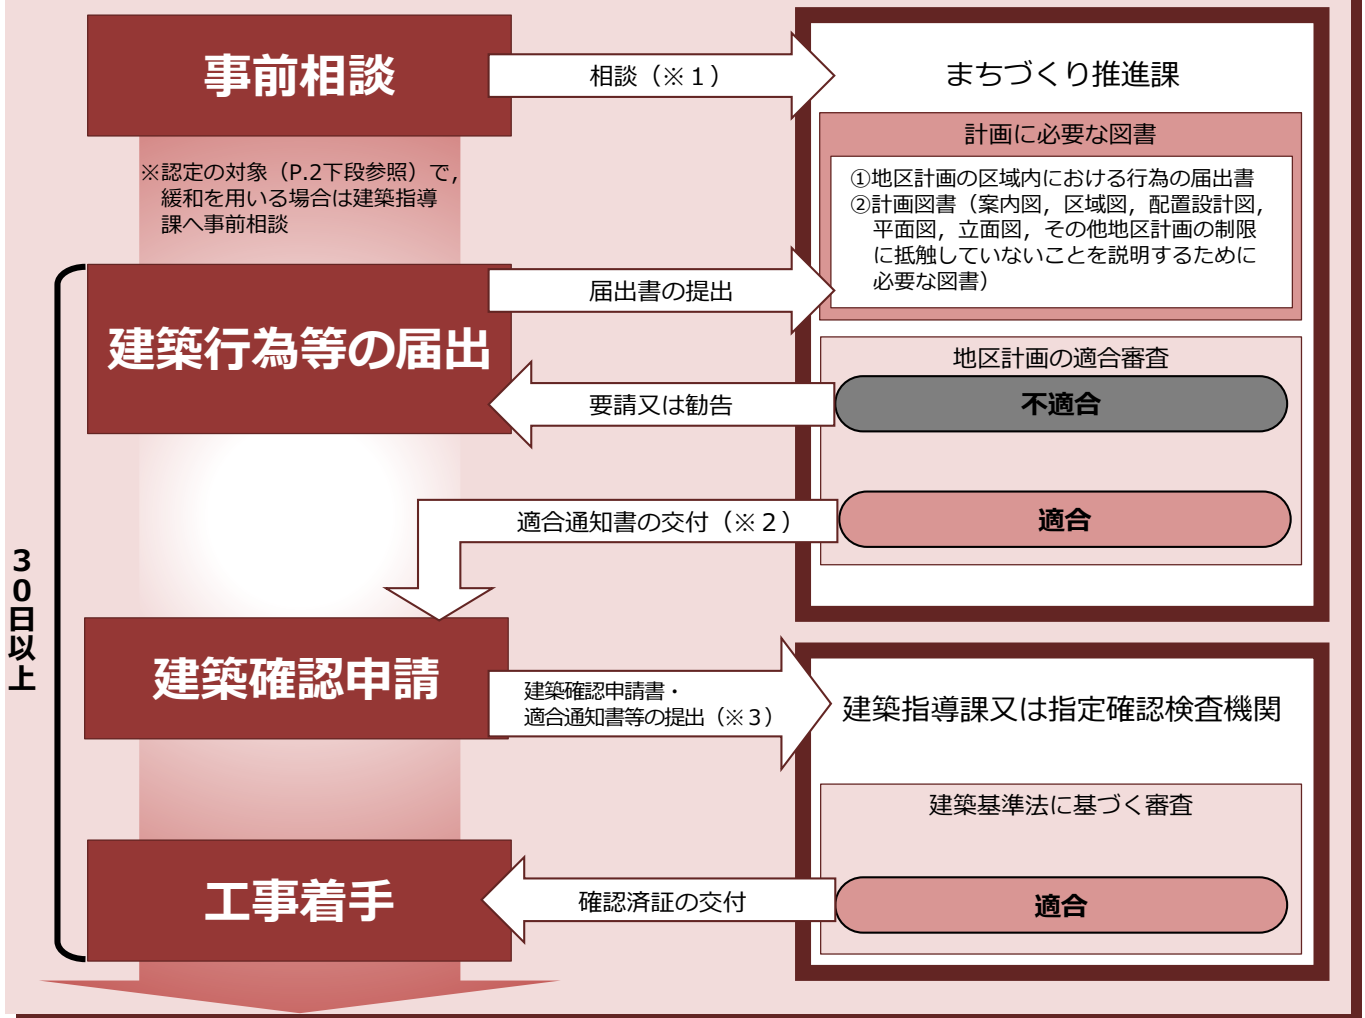 事前相談
相談（※１）
まちづくり推進課
計画に必要な図書
①地区計画の区域内における行為の届出書
②計画図書（案内図，区域図，配置設計図，
平面図，立面図，その他地区計画の制限
に抵触していないことを説明するために
必要な図書）
※認定の対象（P.2下段参照）で，
緩和を用いる場合は建築指導
課へ事前相談
建築行為等の届出
届出書の提出
地区計画の適合審査
要請又は勧告
不適合
適合通知書の交付（※２）
適合
30日以上
建築確認申請
建築確認申請書・
適合通知書等の提出（※３）
建築指導課又は指定確認検査機関
建築基準法に基づく審査
工事着手
確認済証の交付
適合